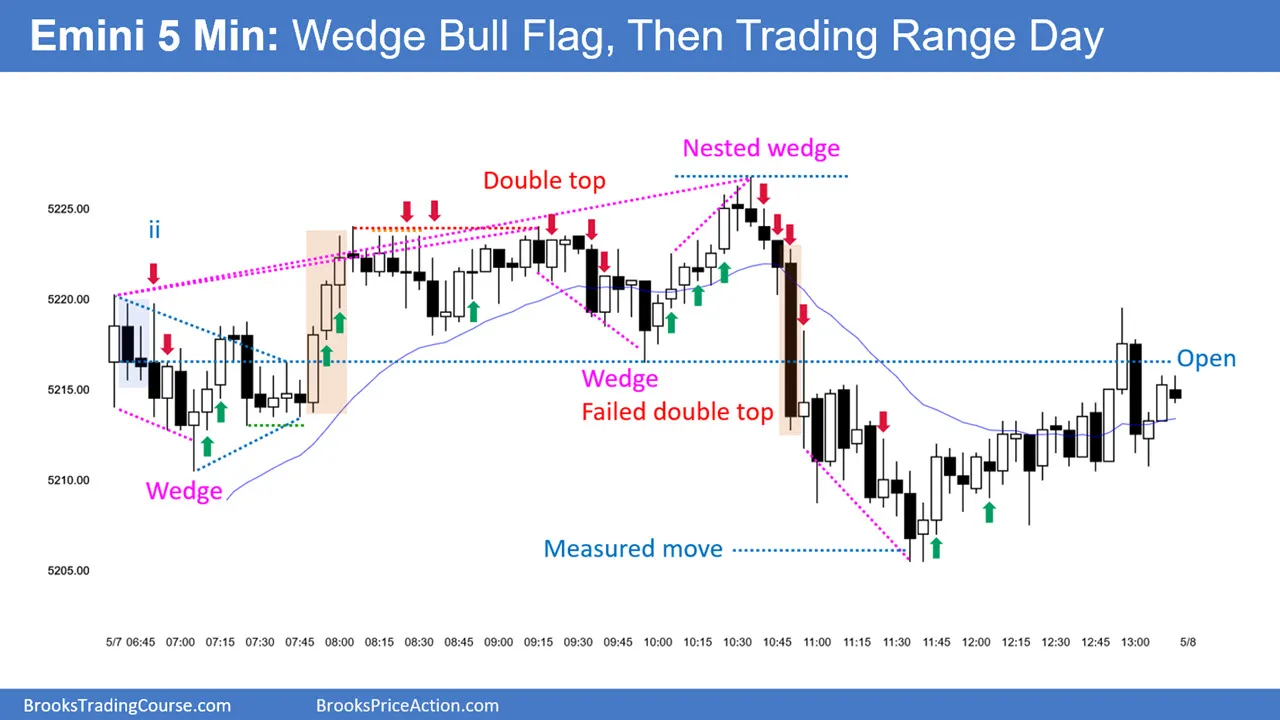 Emini 5 Min: Wedge Bull Flag, Then Trading Range Day
Nested wedge
Double top
5225.00
ii
5220.00
Open
5215.00
Wedge
Failed double top
5210.00
Wedge
Measured move
5205.00
5/7 06:45 07:00 07:15 07:30 07:45 08:00 08:15 08:30 08:45 09:00 09:15 09:30 09:45 10:00 10:15 10:30 10:45 11:00 11:15 11:30 11:45 12:00 12:15 12:30 12:45 13:00 5/8
BrooksTradingCourse.com BrooksPriceAction.com